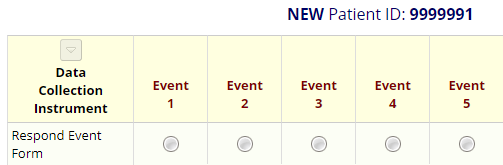 NEW Patient ID: 9999991
Data
Collection
Instrument
Event
1
Event
2
Event
3
Event
4
Event
5
Respond Event
Form